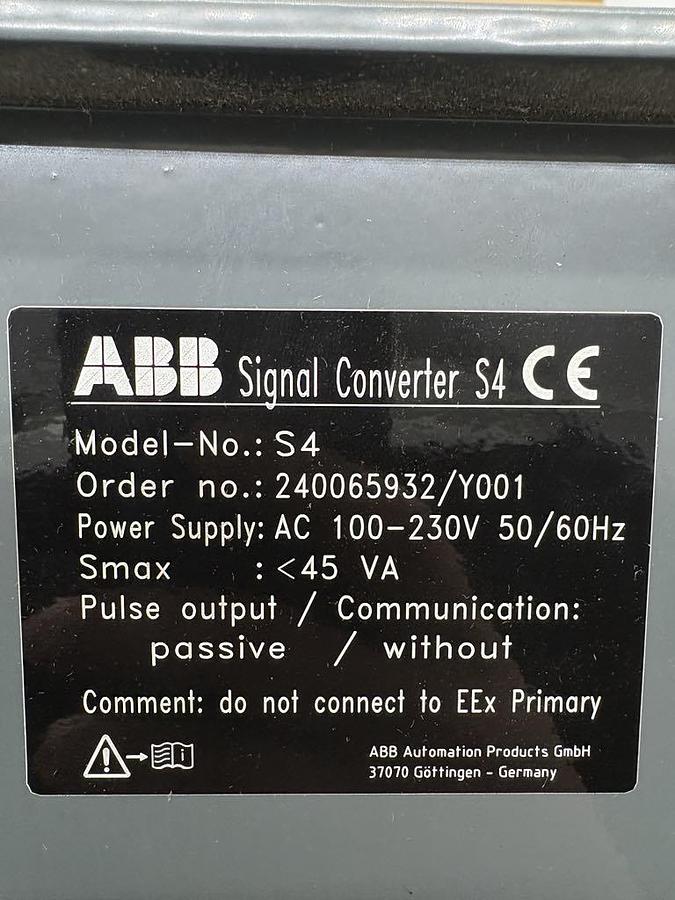 ABB Signal Converter S4 CE
Model-No.: S4
Order no.: 240065932/Y001
Power Supply: AC 100-230V 50/60Hz
Smax : <45 VA
Pulse output / Communication:
passive / without
Comment: do not connect to EEx Primary
ABB Automation Products GmbH
37070 Göttingen - Germany